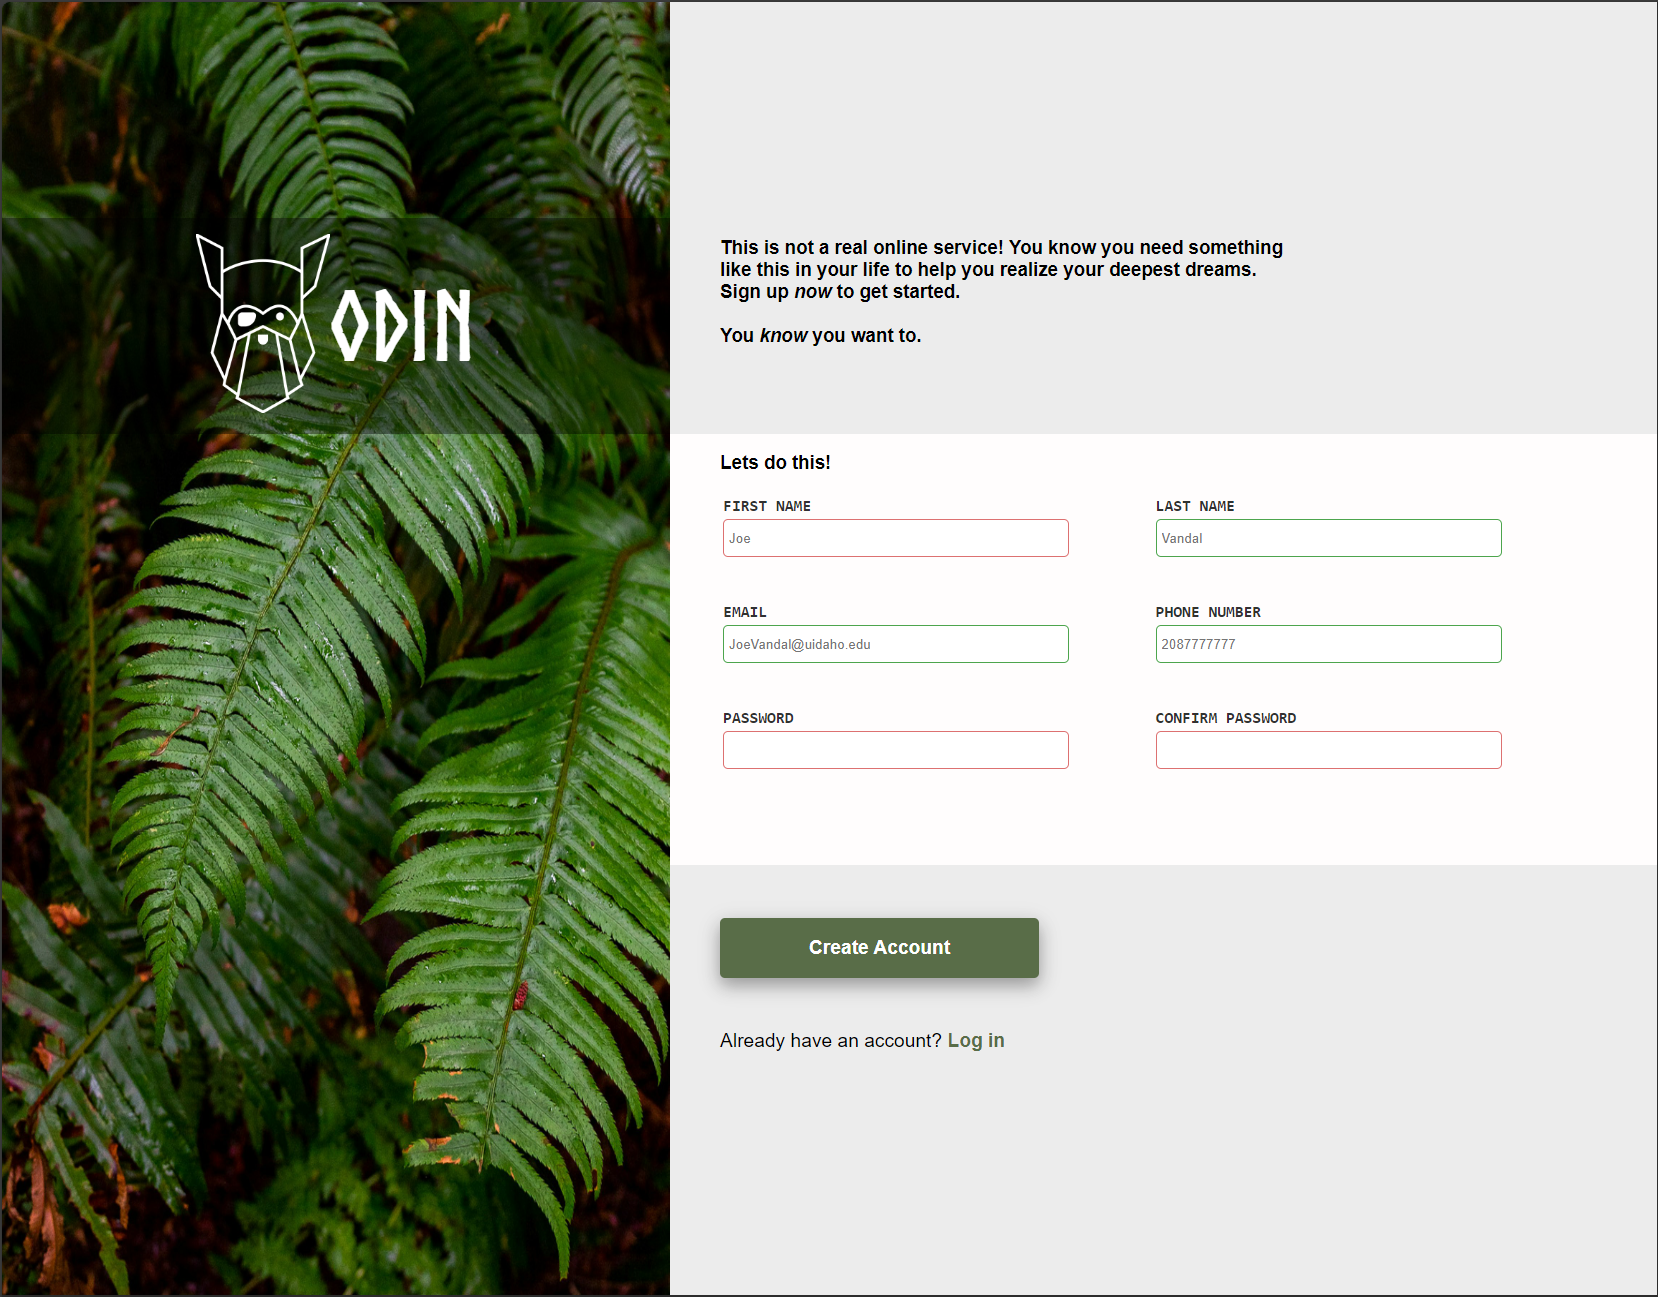 ODIN
This is not a real online service! You know you need something
like this in your life to help you realize your deepest dreams.
Sign up now to get started.
You know you want to.
Lets do this!
FIRST NAME
LAST NAME
Joe
Vandal
EMAIL
PHONE NUMBER
JoeVandal@uidaho.edu
2087777777
PASSWORD
CONFIRM PASSWORD
Create Account
Already have an account? Log in